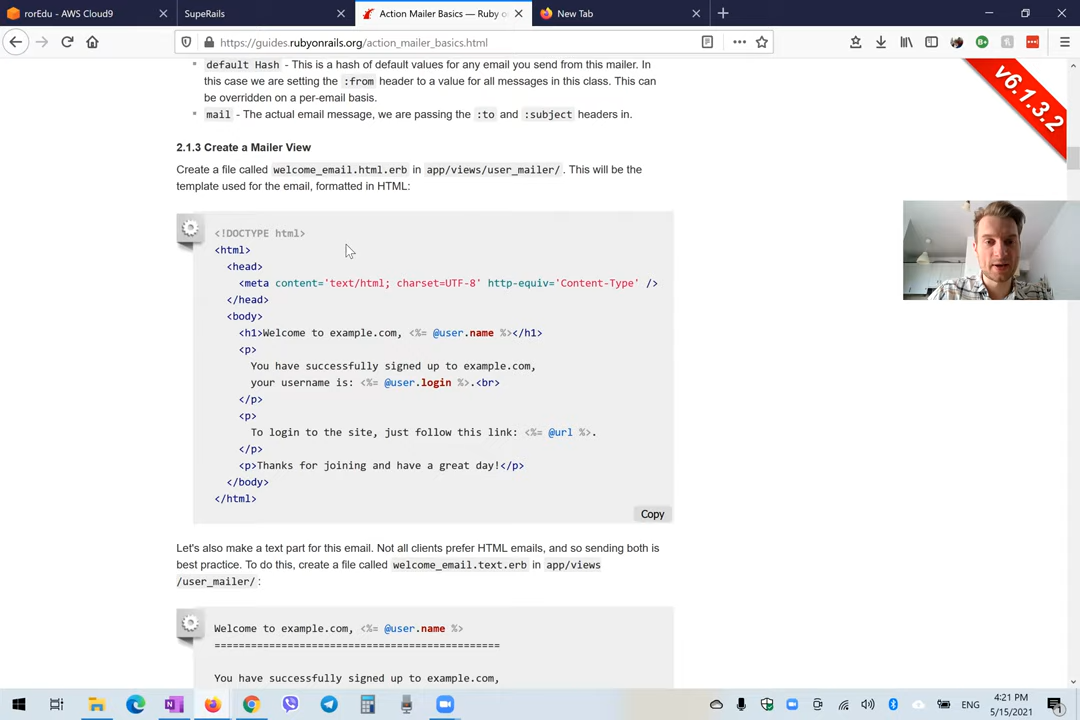 rorEdu - AWS Cloud9
SupeRails
Action Mailer Basics — Ruby o
New Tab
https://guides.rubyonrails.org/action_mailer_basics.html
default Hash - This is a hash of default values for any email you send from this mailer. In
this case we are setting the :from header to a value for all messages in this class. This can
be overridden on a per-email basis.
mail - The actual email message, we are passing the :to and :subject headers in.
v6.1.3.2
2.1.3 Create a Mailer View
Create a file called welcome_email.html.erb in app/views/user_mailer/. This will be the
template used for the email, formatted in HTML:
<!DOCTYPE html>
<html>
<head>
<meta content='text/html; charset=UTF-8' http-equiv='Content-Type' />
</head>
<body>
<h1>Welcome to example.com, <%= @user.name %></h1>
<p>
You have successfully signed up to example.com,
your username is: <%= @user.login %>.<br>
</p>
<p>
To login to the site, just follow this link: <%= @url %>.
</p>
<p>Thanks for joining and have a great day!</p>
</body>
</html>
Copy
Let's also make a text part for this email. Not all clients prefer HTML emails, and so sending both is
best practice. To do this, create a file called welcome_email.text.erb in app/views
/user_mailer/ :
Welcome to example.com, <%= @user.name %>
===============================================
You have successfully signed up to example.com,
ENG
4:21 PM
5/15/2021